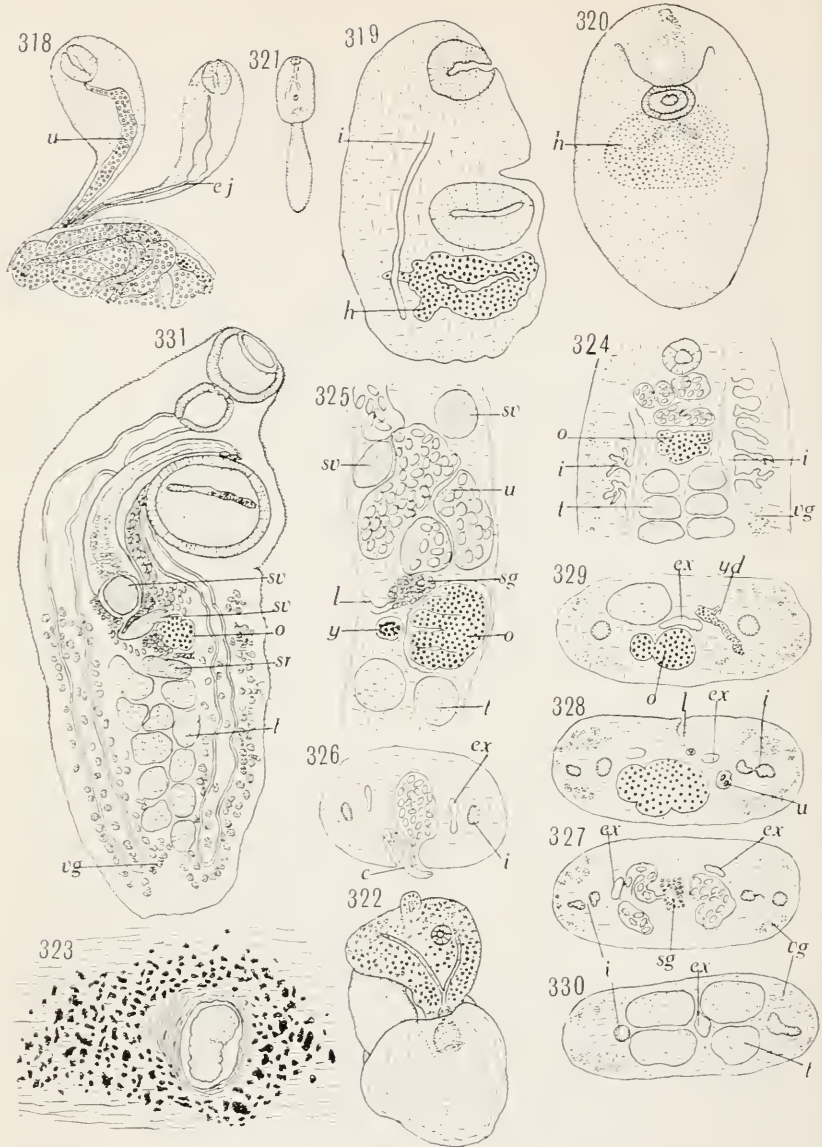 318
321
319
320
u
ej
i
h
h
331
325
324
sv
sv
u
o
i
i
t
vg
sg
l
y
o
t
sv
sv
o
sr
t
vg
329
ex
yd
o
328
l
ex
i
u
326
ex
i
c
327
ex
ex
sg
i
vg
322
323
330
ex
t